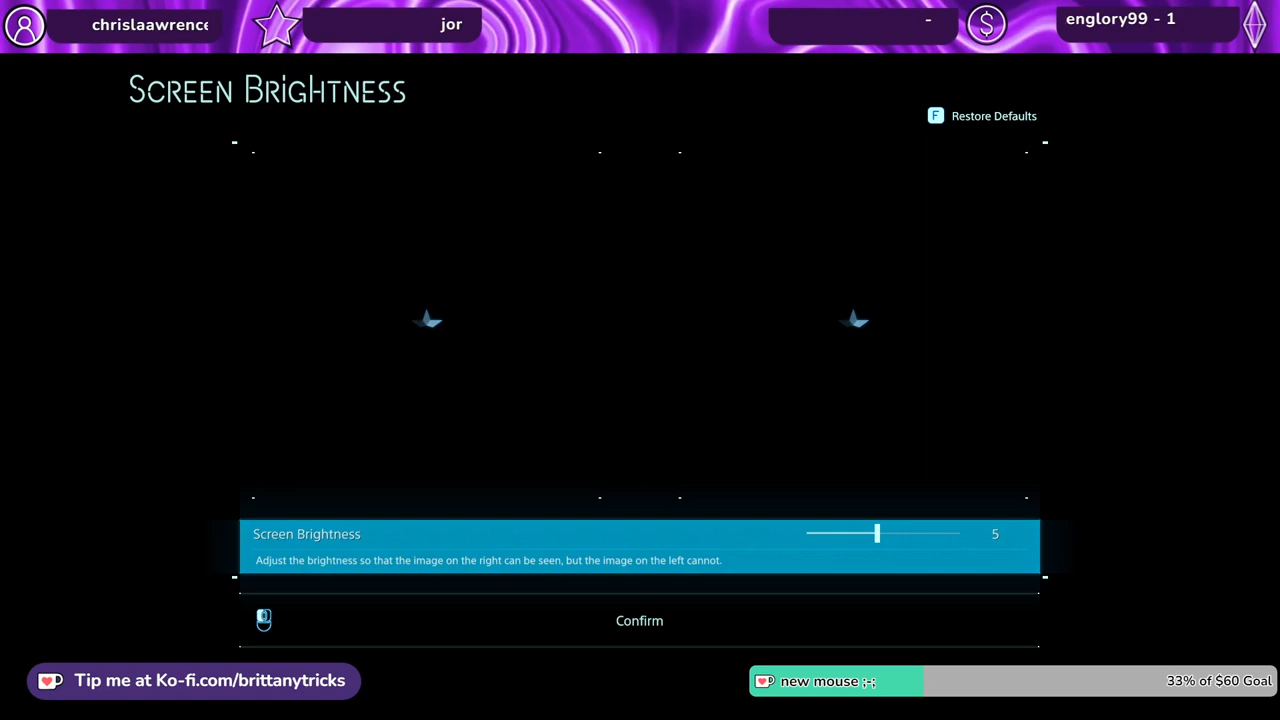 chrislaawrence
jor
-
$
englory99 - 1
SCREEN BRIGHTNESS
F Restore Defaults
Screen Brightness
5
Adjust the brightness so that the image on the right can be seen, but the image on the left cannot.
Confirm
Tip me at Ko-fi.com/brittanytricks
new mouse ;-;
33% of $60 Goal